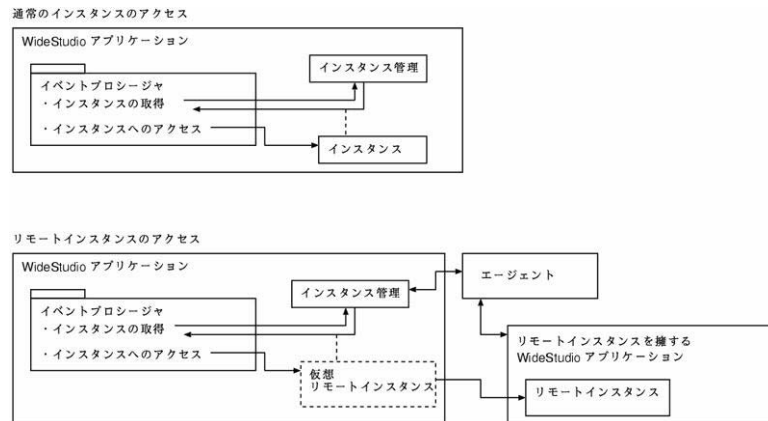 通常のインスタンスのアクセス
WideStudio アプリケーション
インスタンス管理
イベントプロシージャ
・インスタンスの取得
・インスタンスへのアクセス
インスタンス
リモートインスタンスのアクセス
WideStudio アプリケーション
エージェント
インスタンス管理
イベントプロシージャ
・インスタンスの取得
・インスタンスへのアクセス
仮想
リモートインスタンス
リモートインスタンスを擁する
WideStudio アプリケーション
リモートインスタンス